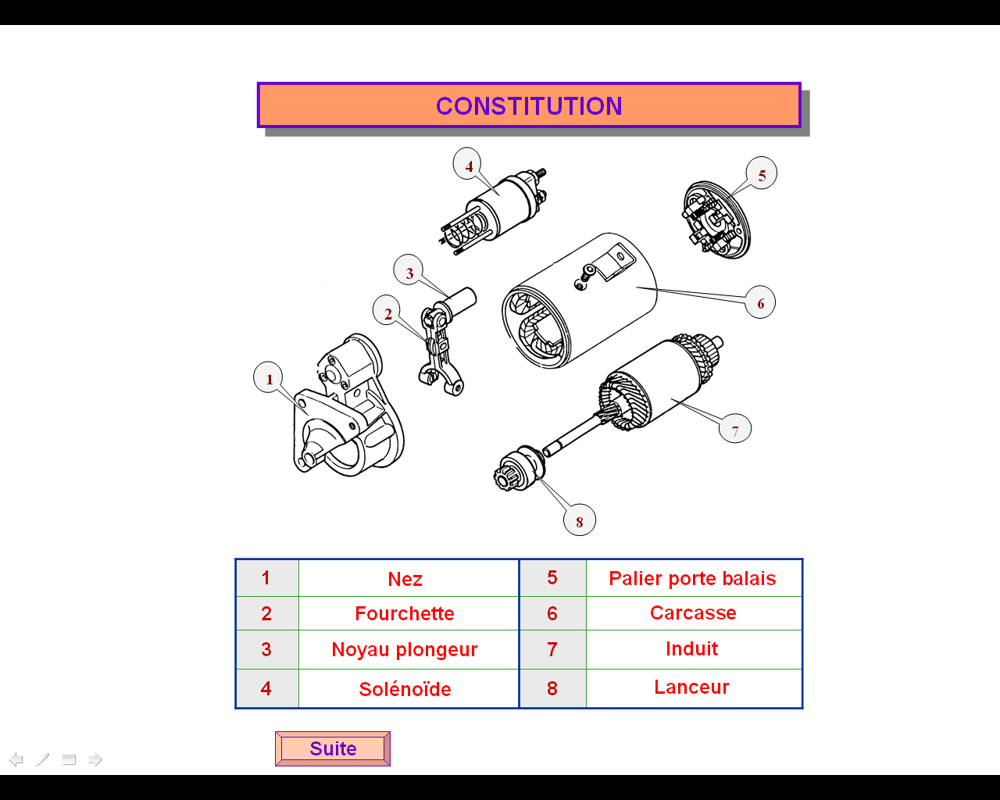 CONSTITUTION
4
5
3
6
2
1
7
8
1 Nez 5 Palier porte balais
2 Fourchette 6 Carcasse
3 Noyau plongeur 7 Induit
4 Solénoïde 8 Lanceur
Suite